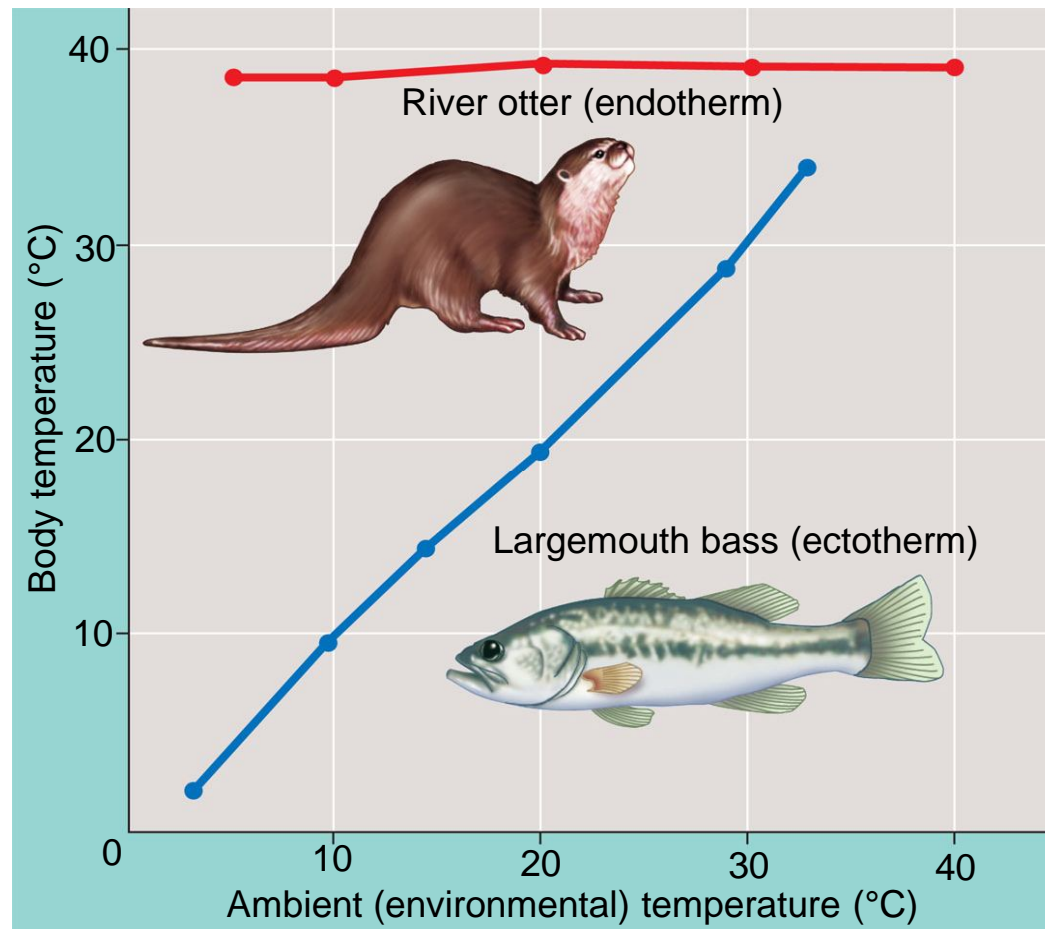 40
River otter (endotherm)
30
Body temperature (°C)
20
Largemouth bass (ectotherm)
10
0
10 20 30 40
Ambient (environmental) temperature (°C)